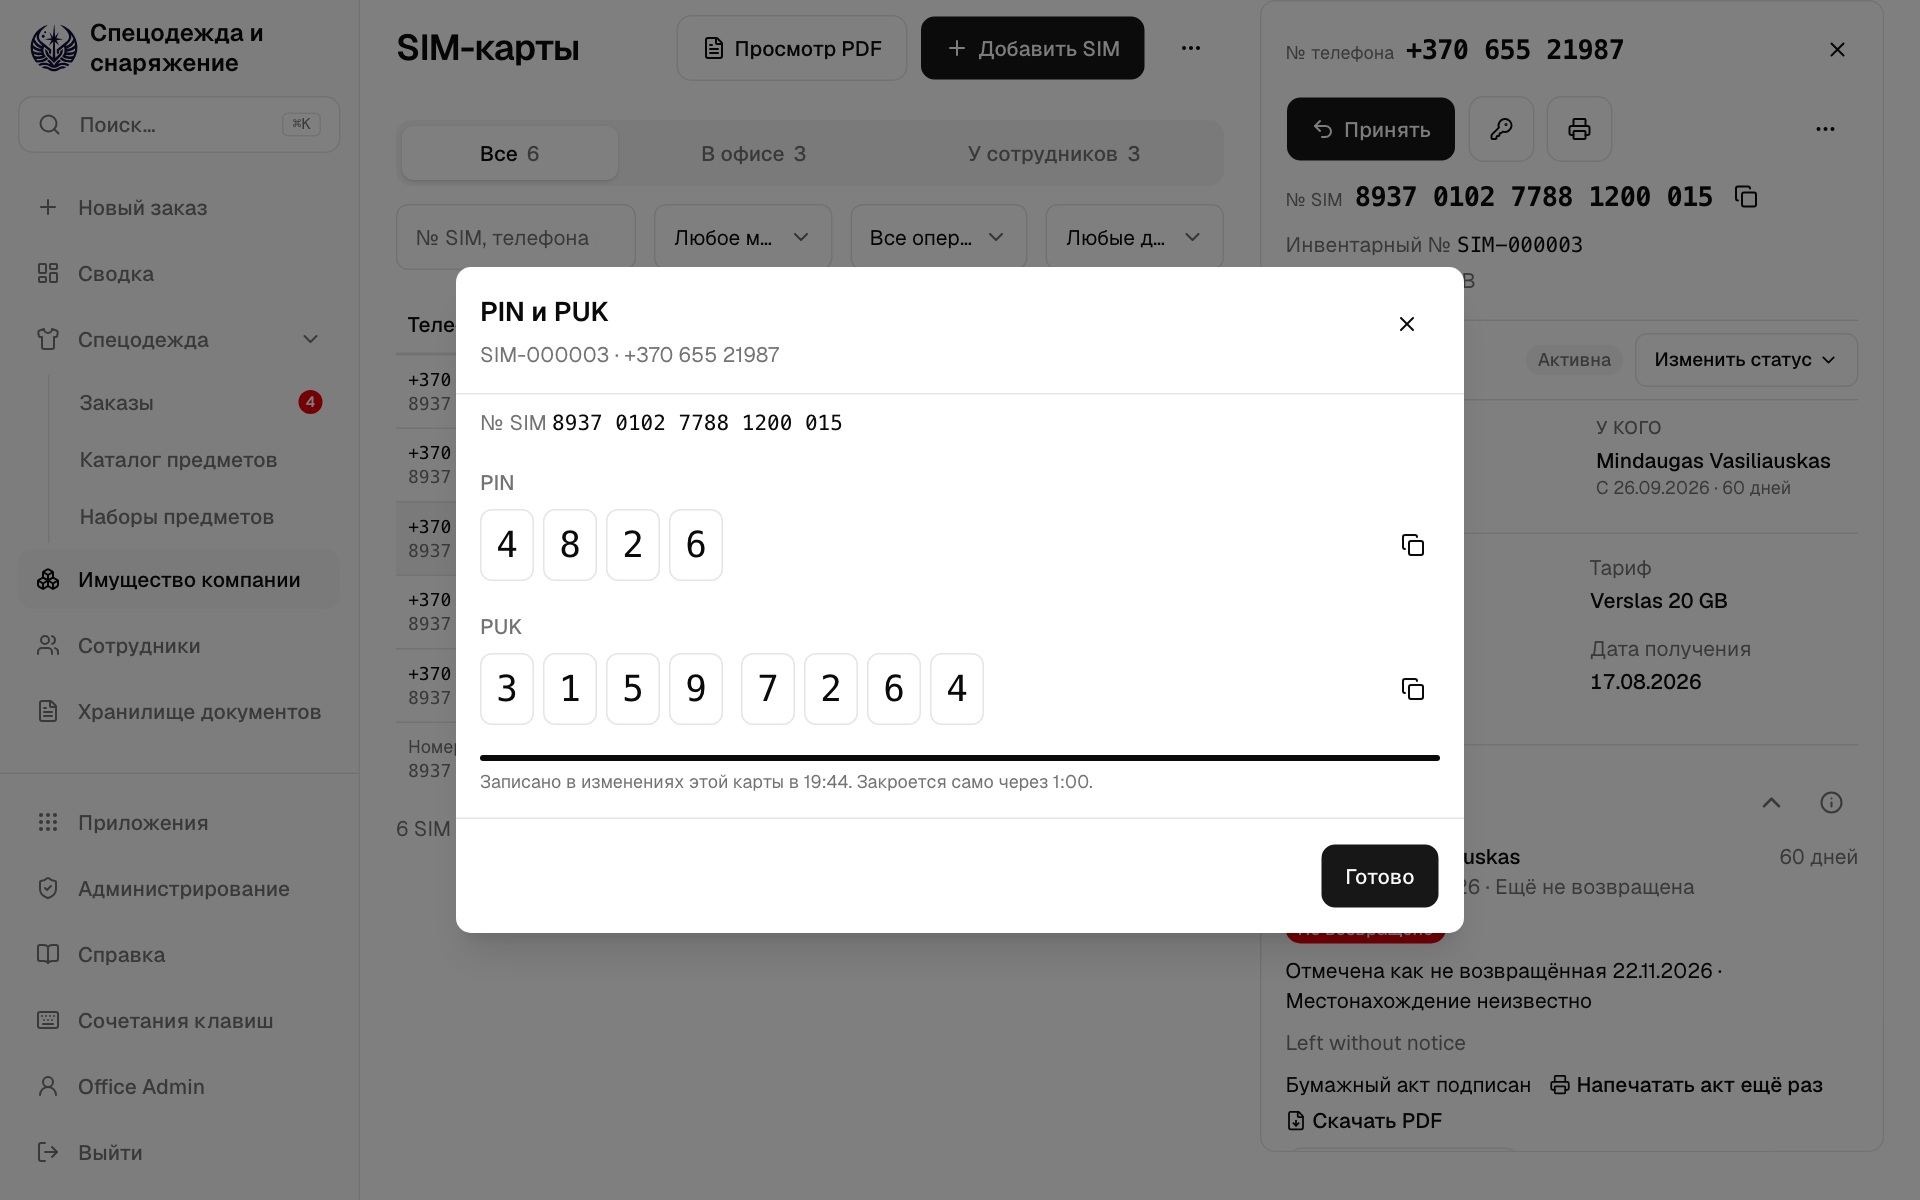 Спецодежда и
снаряжение
Поиск...
⌘K
Новый заказ
Сводка
Спецодежда
Заказы 4
Каталог предметов
Наборы предметов
Имущество компании
Сотрудники
Хранилище документов
Приложения
Администрирование
Справка
Сочетания клавиш
Office Admin
Выйти
SIM-карты
Просмотр PDF
Добавить SIM
Все 6
В офисе 3
У сотрудников 3
№ SIM, телефона
Любое м...
Все опер...
Любые д...
+370
8937
+370
8937
+370
8937
+370
8937
+370
8937
8937
6 SIM
PIN и PUK
SIM-000003 · +370 655 21987
№ SIM 8937 0102 7788 1200 015
PIN
4 8 2 6
PUK
3 1 5 9 7 2 6 4
Записано в изменениях этой карты в 19:44. Закроется само через 1:00.
Готово
№ телефона +370 655 21987
Принять
№ SIM 8937 0102 7788 1200 015
Инвентарный № SIM-000003
Активна
Изменить статус
У КОГО
Mindaugas Vasiliauskas
С 26.09.2026 · 60 дней
Тариф
Verslas 20 GB
Дата получения
17.08.2026
60 дней
· Ещё не возвращена
Отмечена как не возвращённая 22.11.2026 ·
Местонахождение неизвестно
Left without notice
Бумажный акт подписан
Напечатать акт ещё раз
Скачать PDF